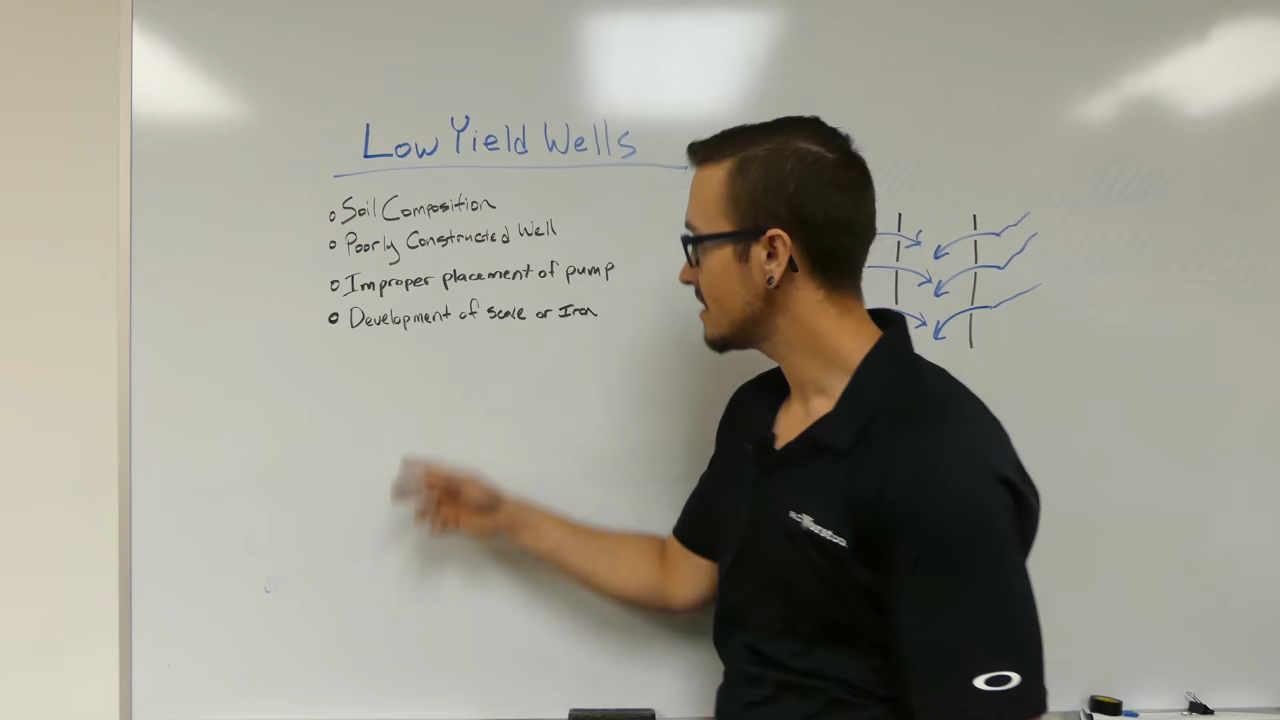 Low Yield Wells
Soil Composition
Poorly Constructed Well
Improper placement of pump
Development of scale or Iron